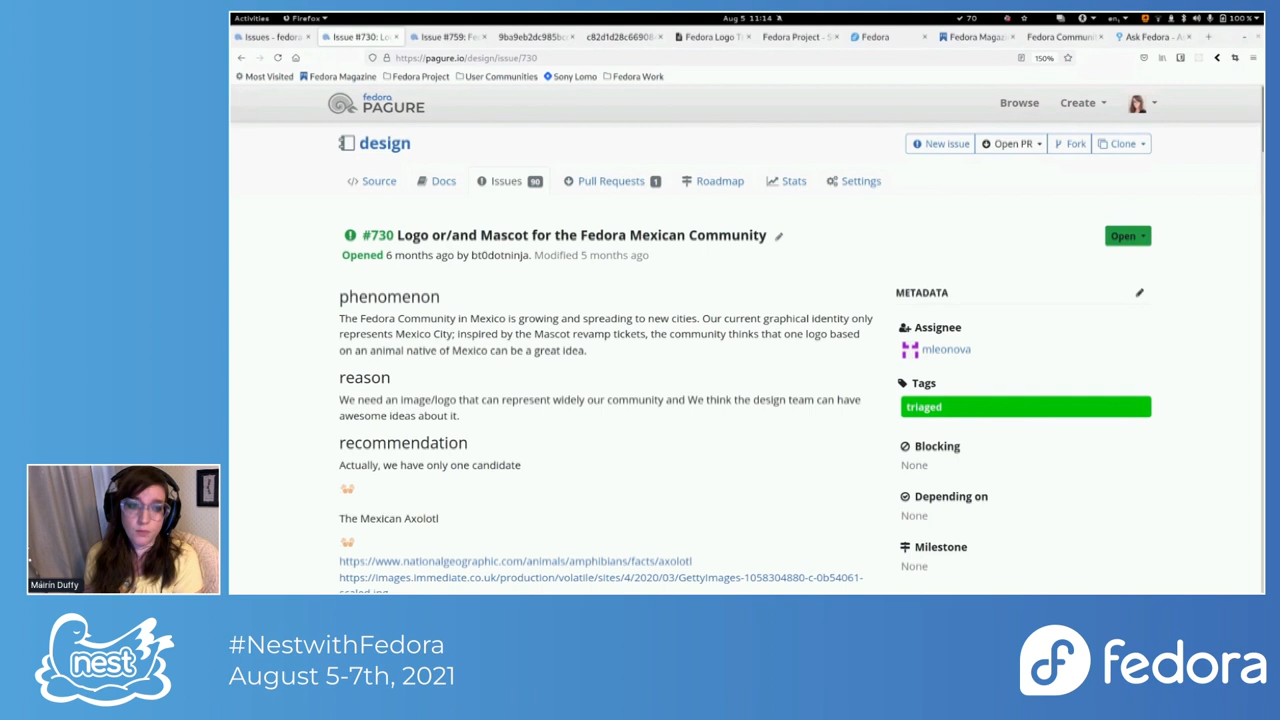 Activities
Firefox
Aug 5 11:14
70
en,
100 %
Issues - fedora
Issue #730: Lo
Issue #759: Fe
9ba9eb2dc985b
c82d1d28c66908
Fedora Logo T
Fedora Project - S
Fedora
Fedora Magaz
Fedora Communi
Ask Fedora - A
https://pagure.io/design/issue/730
150%
Most Visited
Fedora Magazine
Fedora Project
User Communities
Sony Lomo
Fedora Work
fedora
PAGURE
Browse
Create
design
New issue
Open PR
Fork
Clone
Source
Docs
Issues 90
Pull Requests 1
Roadmap
Stats
Settings
#730 Logo or/and Mascot for the Fedora Mexican Community
Open
Opened 6 months ago by bt0dotninja. Modified 5 months ago
phenomenon
The Fedora Community in Mexico is growing and spreading to new cities. Our current graphical identity only
represents Mexico City; inspired by the Mascot revamp tickets, the community thinks that one logo based
on an animal native of Mexico can be a great idea.
reason
We need an image/logo that can represent widely our community and We think the design team can have
awesome ideas about it.
recommendation
Actually, we have only one candidate
The Mexican Axolotl
https://www.nationalgeographic.com/animals/amphibians/facts/axolotl
https://images.immediate.co.uk/production/volatile/sites/4/2020/03/GettyImages-1058304880-c-0b54061-
scaled.jpg
METADATA
Assignee
mleonova
Tags
triaged
Blocking
None
Depending on
None
Milestone
None
Máirín Duffy
nest
#NestwithFedora
August 5-7th, 2021
fedora